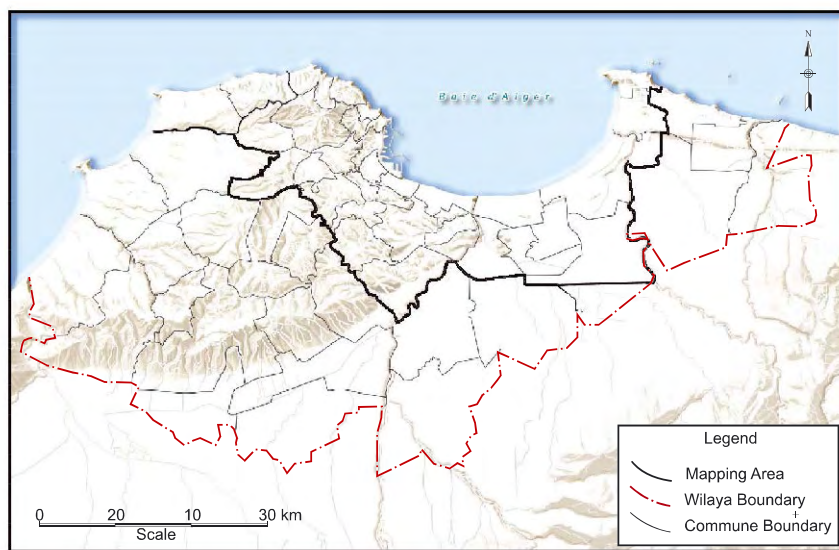 N
Baie d'Alger
Legend
Mapping Area
Wilaya Boundary
Commune Boundary
0 20 10 30 km
Scale